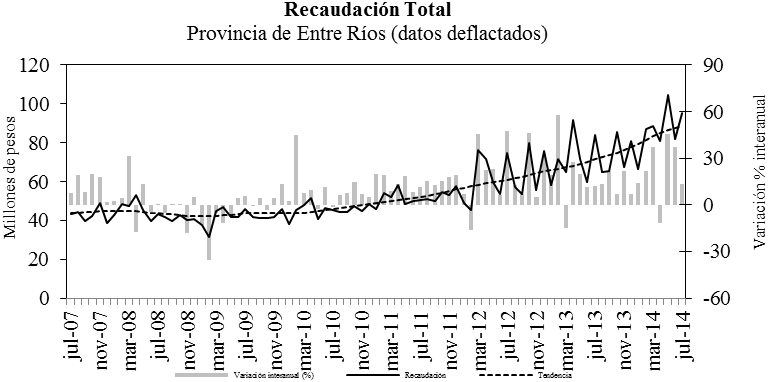 Recaudación Total
Provincia de Entre Ríos (datos deflactados)
Millones de pesos
120
100
80
60
40
20
0
90
60
30
0
-30
-60
Variación % interanual
jul-07
nov-07
mar-08
jul-08
nov-08
mar-09
jul-09
nov-09
mar-10
jul-10
nov-10
mar-11
jul-11
nov-11
mar-12
jul-12
nov-12
mar-13
jul-13
nov-13
mar-14
jul-14
Variación interanual (%)
Recaudación
Tendencia